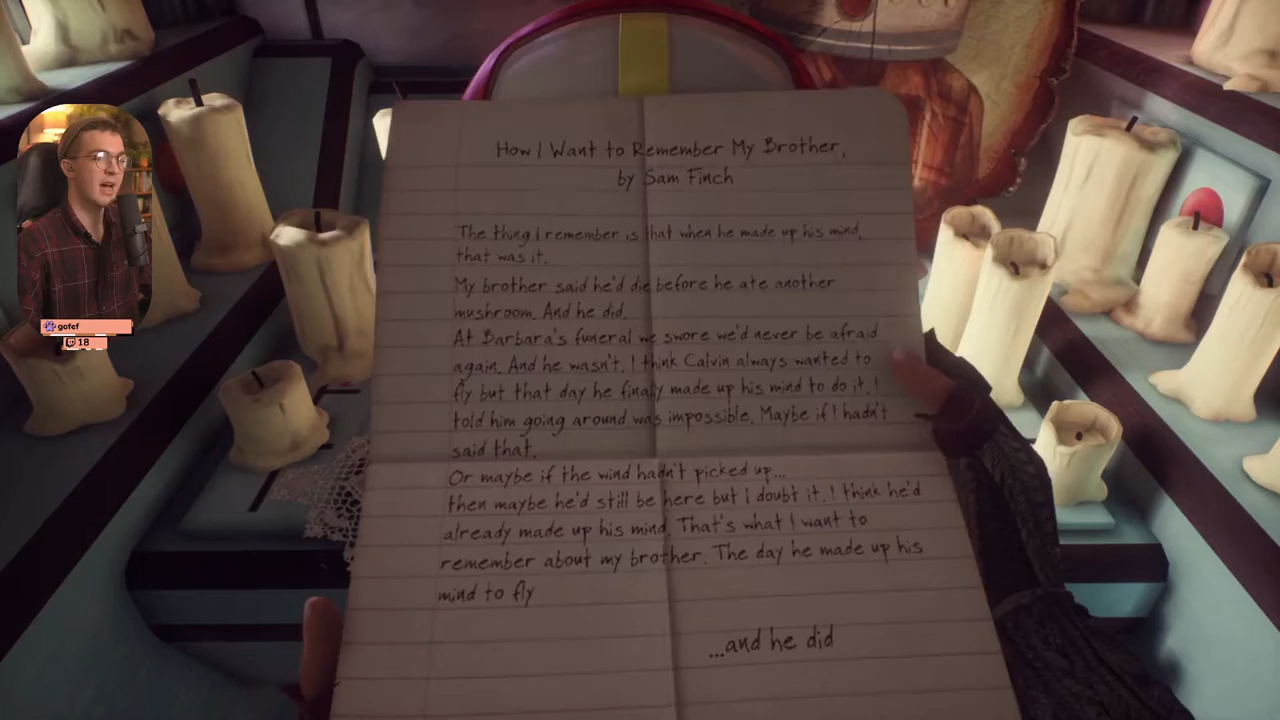 How I Want to Remember My Brother,
by Sam Finch
The thing I remember is that when he made up his mind,
that was it.
My brother said he'd die before he ate another
mushroom. And he did.
At Barbara's funeral we swore we'd never be afraid
again. And he wasn't. I think Calvin always wanted to
fly but that day he finally made up his mind to do it. I
told him going around was impossible. Maybe if I hadn't
said that.
Or maybe if the wind hadn't picked up...
then maybe he'd still be here but I doubt it. I think he'd
already made up his mind. That's what I want to
remember about my brother. The day he made up his
mind to fly
...and he did
gofef
18